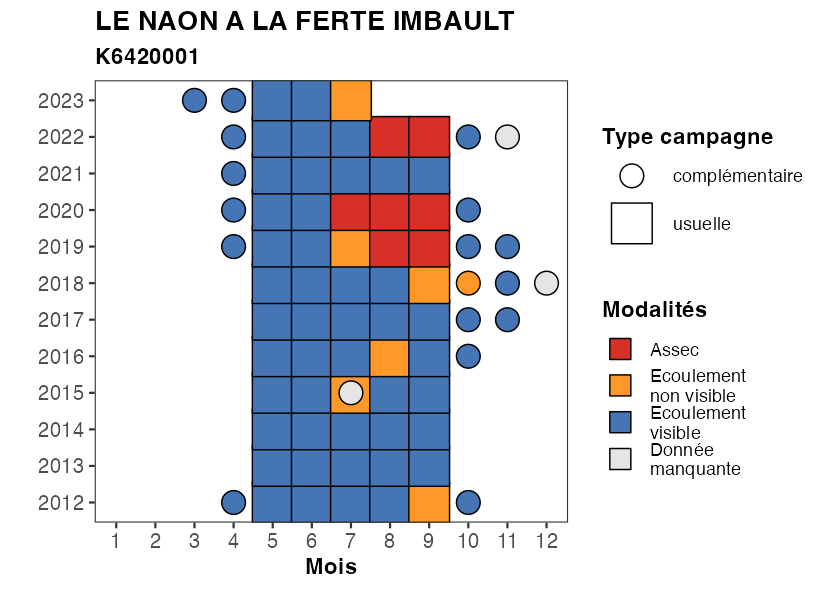 LE NAON A LA FERTE IMBAULT
K6420001
2023
2022
2021
2020
2019
2018
2017
2016
2015
2014
2013
2012
1 2 3 4 5 6 7 8 9 10 11 12
Mois
Type campagne
complémentaire
usuelle
Modalités
Assec
Ecoulement
non visible
Ecoulement
visible
Donnée
manquante